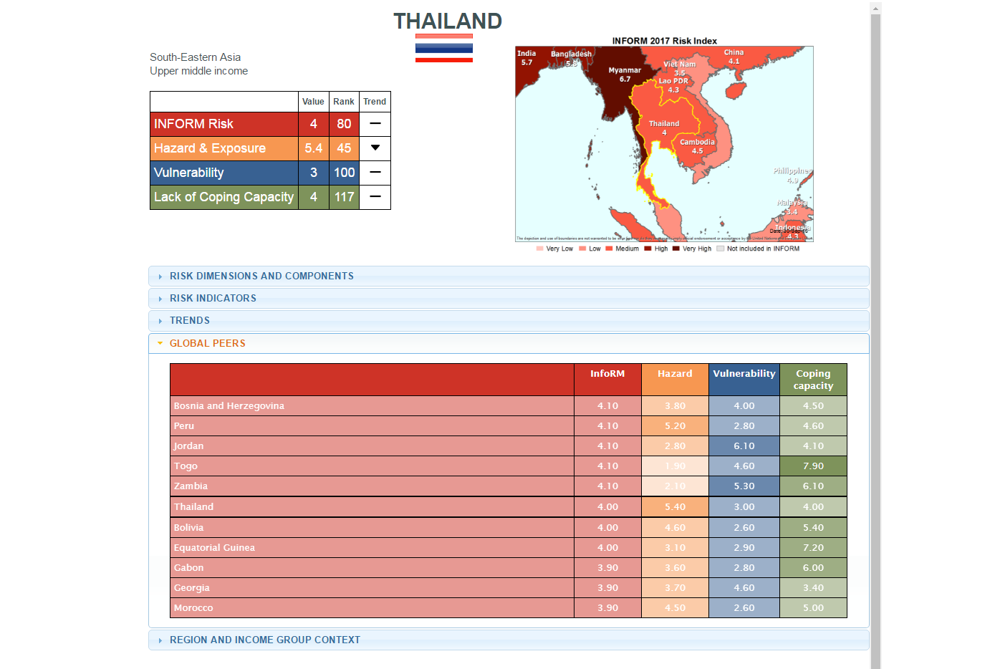 THAILAND
South-Eastern Asia
Upper middle income
Value Rank Trend
INFORM Risk 4 80
Hazard & Exposure 5.4 45
Vulnerability 3 100
Lack of Coping Capacity 4 117
INFORM 2017 Risk Index
India
5.7
Bangladesh
5.8
Myanmar
6.7
China
4.1
Viet Nam
3.5
Lao PDR
4.3
Thailand
4
Cambodia
4.5
Philippines
4.9
Malaysia
3.4
Indonesia
4.3
Very Low Low Medium High Very High Not included in INFORM
RISK DIMENSIONS AND COMPONENTS
RISK INDICATORS
TRENDS
GLOBAL PEERS
InfoRM Hazard Vulnerability Coping
capacity
Bosnia and Herzegovina 4.10 3.80 4.00 4.50
Peru 4.10 5.20 2.80 4.60
Jordan 4.10 2.80 6.10 4.10
Togo 4.10 1.90 4.60 7.90
Zambia 4.10 2.10 5.30 6.10
Thailand 4.00 5.40 3.00 4.00
Bolivia 4.00 4.60 2.60 5.40
Equatorial Guinea 4.00 3.10 2.90 7.20
Gabon 3.90 3.60 2.80 6.00
Georgia 3.90 3.70 4.60 3.40
Morocco 3.90 4.50 2.60 5.00
REGION AND INCOME GROUP CONTEXT